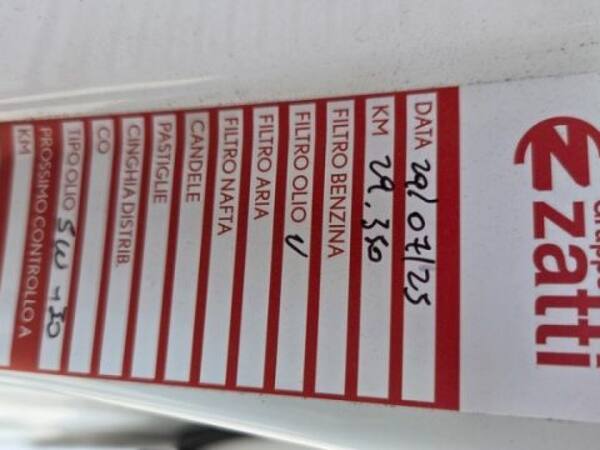 Gruppo
zatti
DATA 29/07/25
KM 29.350
FILTRO BENZINA
FILTRO OLIO V
FILTRO ARIA
FILTRO NAFTA
CANDELE
PASTIGLIE
CINGHIA DISTRIB.
CO
TIPO OLIO 5W-30
PROSSIMO CONTROLLO A
KM